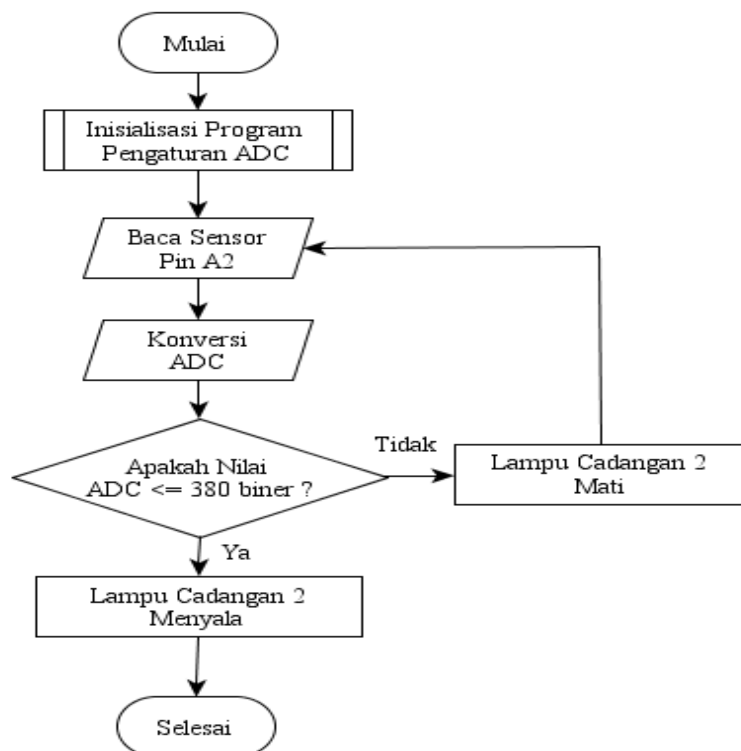 Mulai
Inisialisasi Program
Pengaturan ADC
Baca Sensor
Pin A2
Konversi
ADC
Apakah Nilai
ADC <= 380 biner ?
Tidak
Lampu Cadangan 2
Mati
Ya
Lampu Cadangan 2
Menyala
Selesai